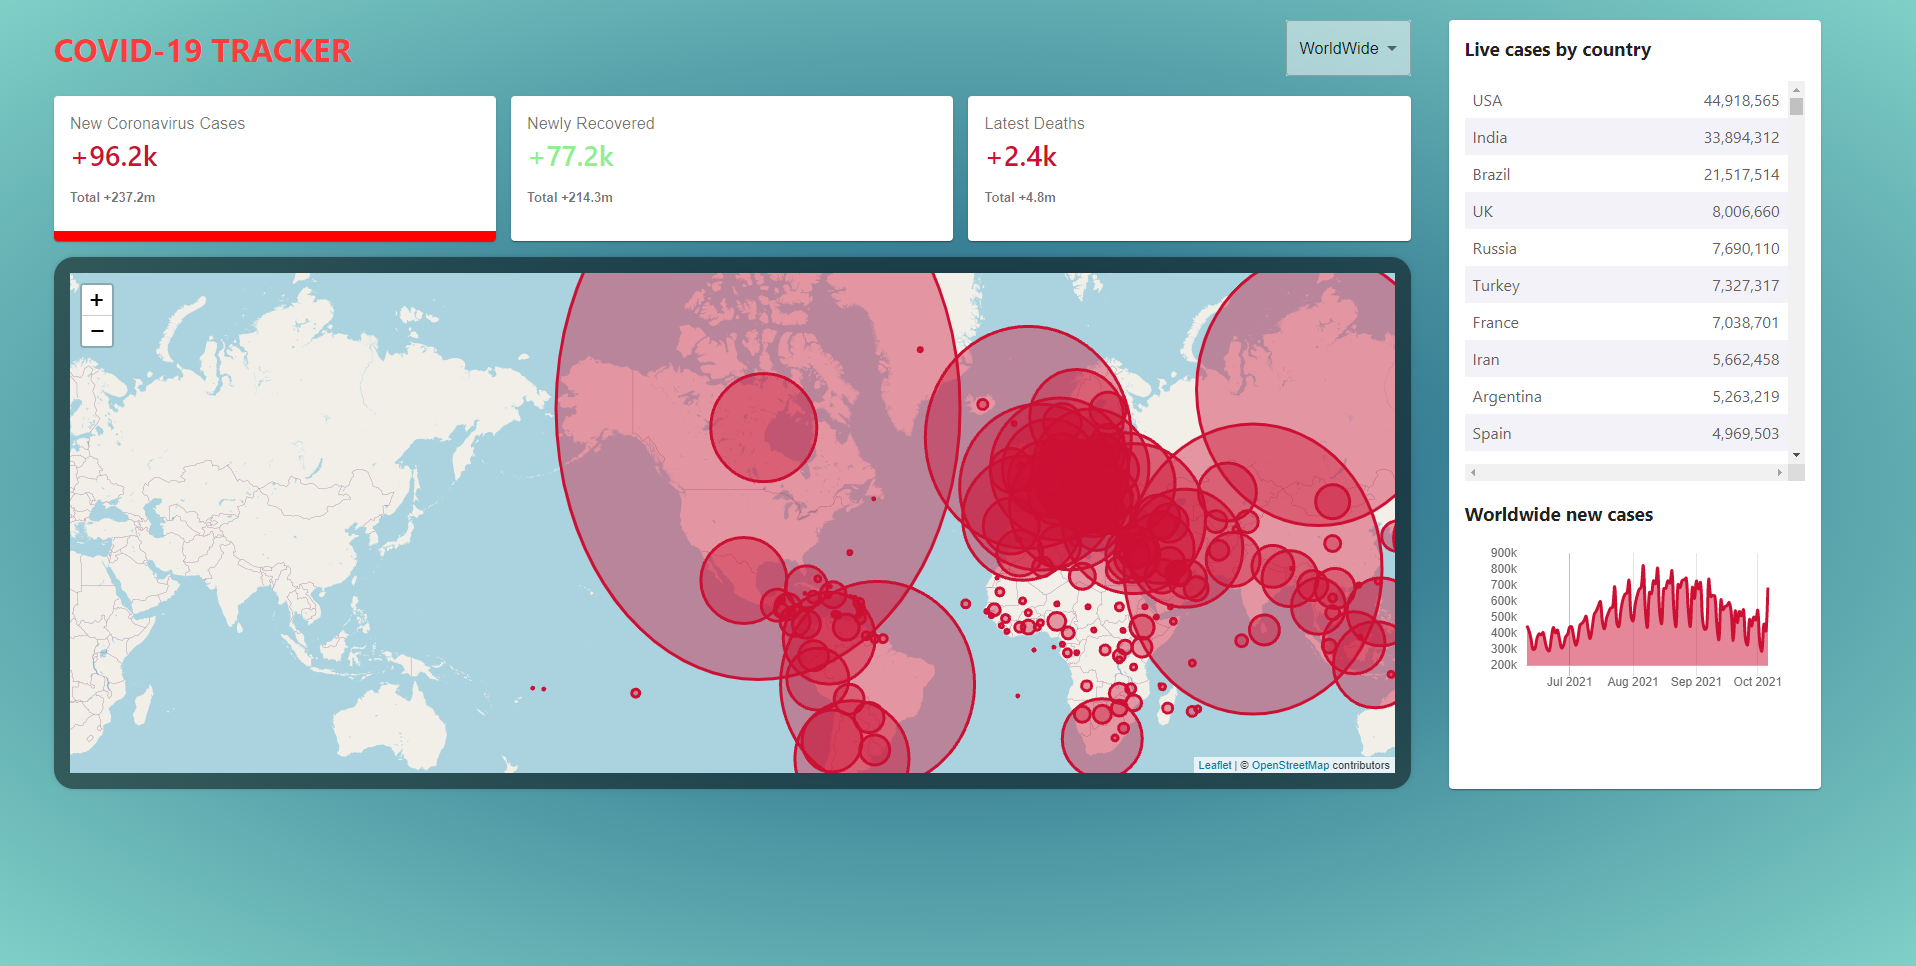 COVID-19 TRACKER
WorldWide
New Coronavirus Cases
+96.2k
Total +237.2m
Newly Recovered
+77.2k
Total +214.3m
Latest Deaths
+2.4k
Total +4.8m
+
−
Leaflet | © OpenStreetMap contributors
Live cases by country
USA 44,918,565
India 33,894,312
Brazil 21,517,514
UK 8,006,660
Russia 7,690,110
Turkey 7,327,317
France 7,038,701
Iran 5,662,458
Argentina 5,263,219
Spain 4,969,503
Worldwide new cases
900k
800k
700k
600k
500k
400k
300k
200k
Jul 2021 Aug 2021 Sep 2021 Oct 2021